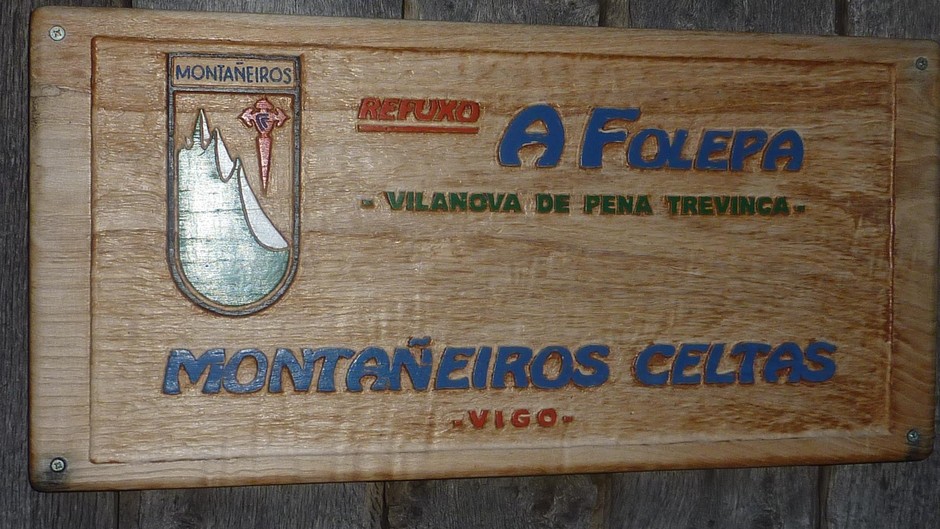 MONTAÑEIROS
REFUXO
A FOLEPA
- VILANOVA DE PENA TREVINCA -
MONTAÑEIROS CELTAS
- VIGO -